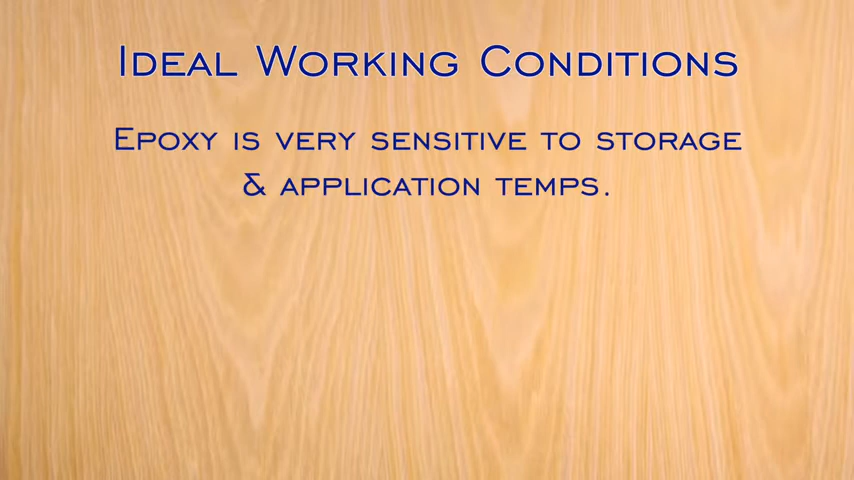 Ideal Working Conditions
Epoxy is very sensitive to storage
& application temps.